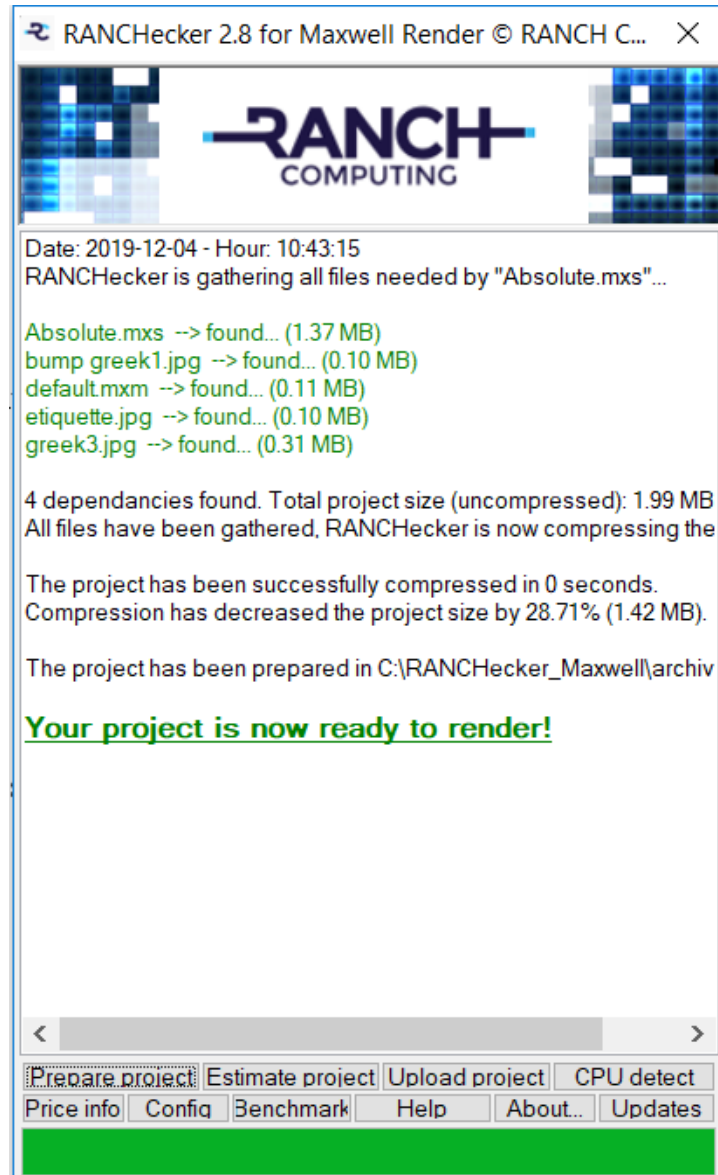 RANCHecker 2.8 for Maxwell Render © RANCH C...
RANCH
COMPUTING
Date: 2019-12-04 - Hour: 10:43:15
RANCHecker is gathering all files needed by "Absolute.mxs"...
Absolute.mxs --> found... (1.37 MB)
bump greek1.jpg --> found... (0.10 MB)
default.mxm --> found... (0.11 MB)
etiquette.jpg --> found... (0.10 MB)
greek3.jpg --> found... (0.31 MB)
4 dependancies found. Total project size (uncompressed): 1.99 MB
All files have been gathered, RANCHecker is now compressing the
The project has been successfully compressed in 0 seconds.
Compression has decreased the project size by 28.71% (1.42 MB).
The project has been prepared in C:\RANCHecker_Maxwell\archiv
Your project is now ready to render!
Prepare project Estimate project Upload project CPU detect
Price info Config Benchmark Help About... Updates